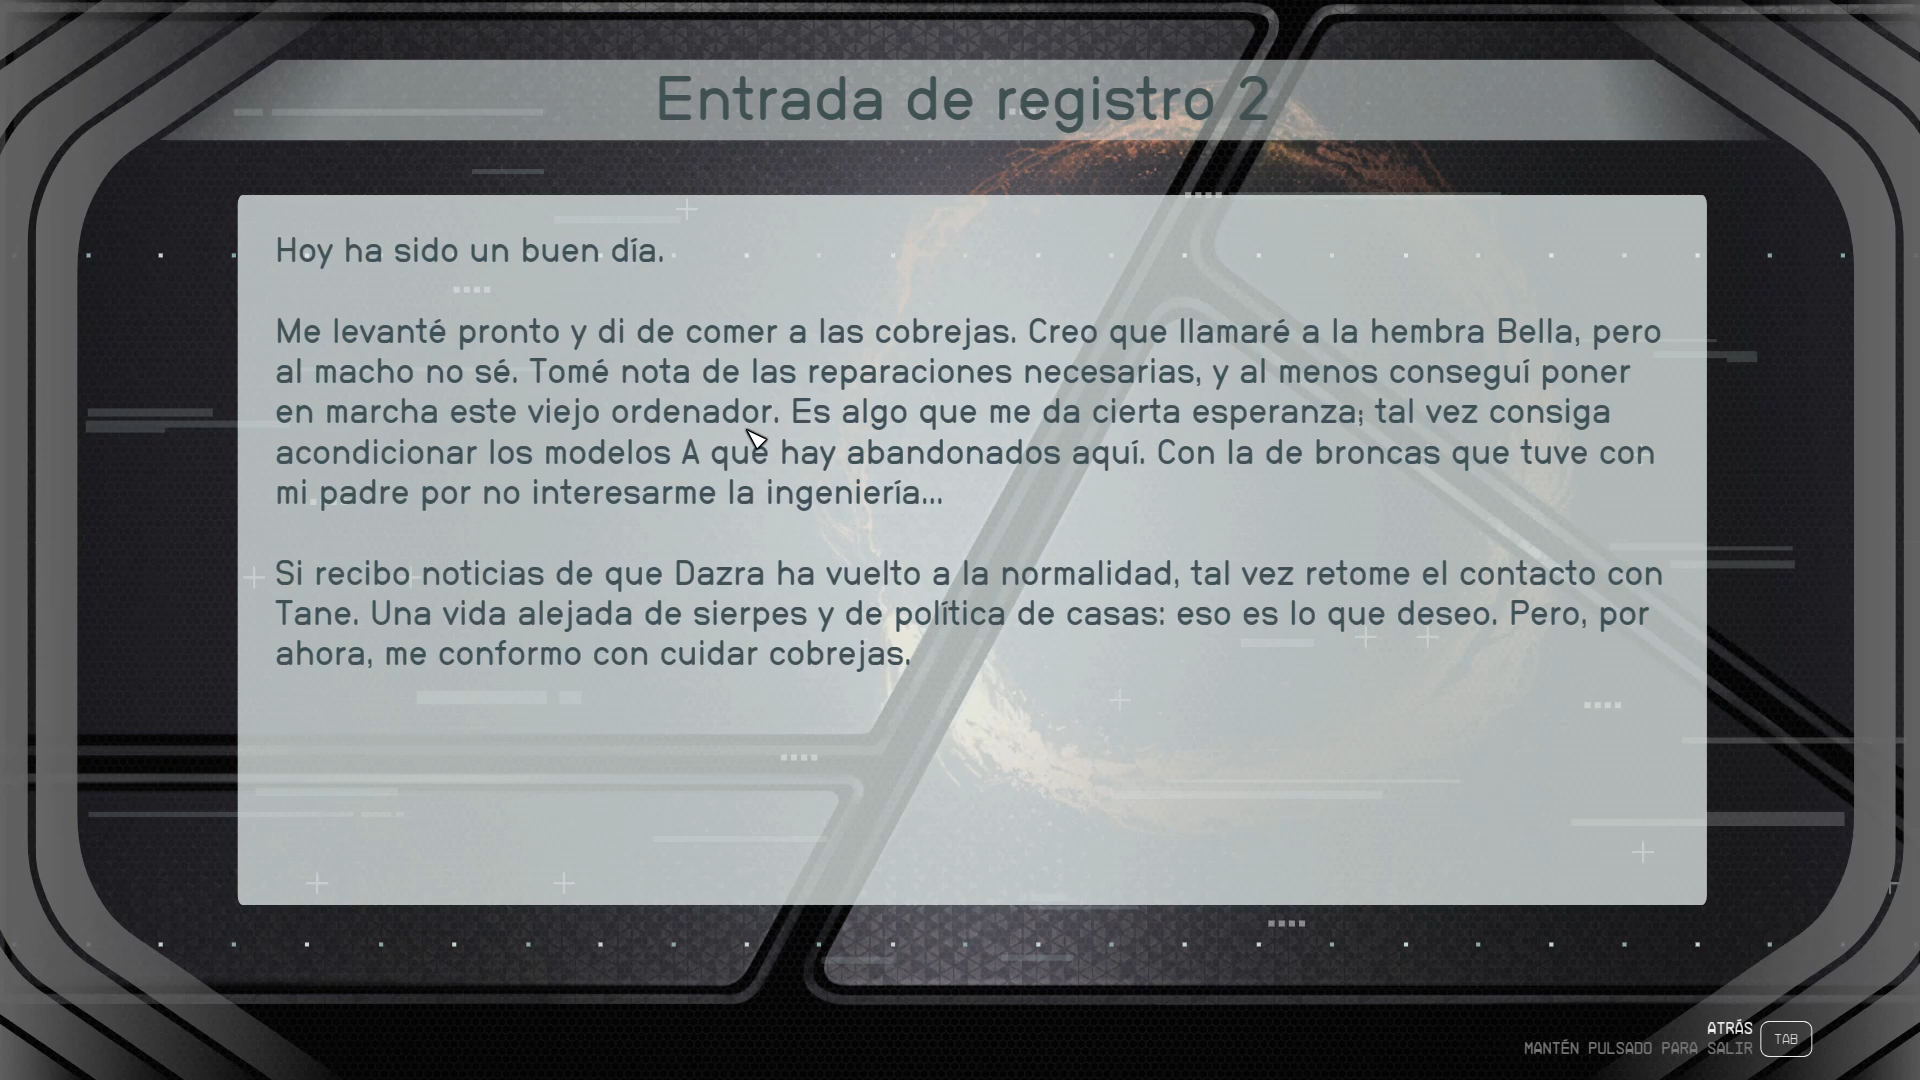 Entrada de registro 2
Hoy ha sido un buen día.
Me levanté pronto y di de comer a las cobrejas. Creo que llamaré a la hembra Bella, pero
al macho no sé. Tomé nota de las reparaciones necesarias, y al menos conseguí poner
en marcha este viejo ordenador. Es algo que me da cierta esperanza; tal vez consiga
acondicionar los modelos A que hay abandonados aquí. Con la de broncas que tuve con
mi padre por no interesarme la ingeniería...
Si recibo noticias de que Dazra ha vuelto a la normalidad, tal vez retome el contacto con
Tane. Una vida alejada de sierpes y de política de casas: eso es lo que deseo. Pero, por
ahora, me conformo con cuidar cobrejas.
ATRÁS
TAB
MANTÉN PULSADO PARA SALIR